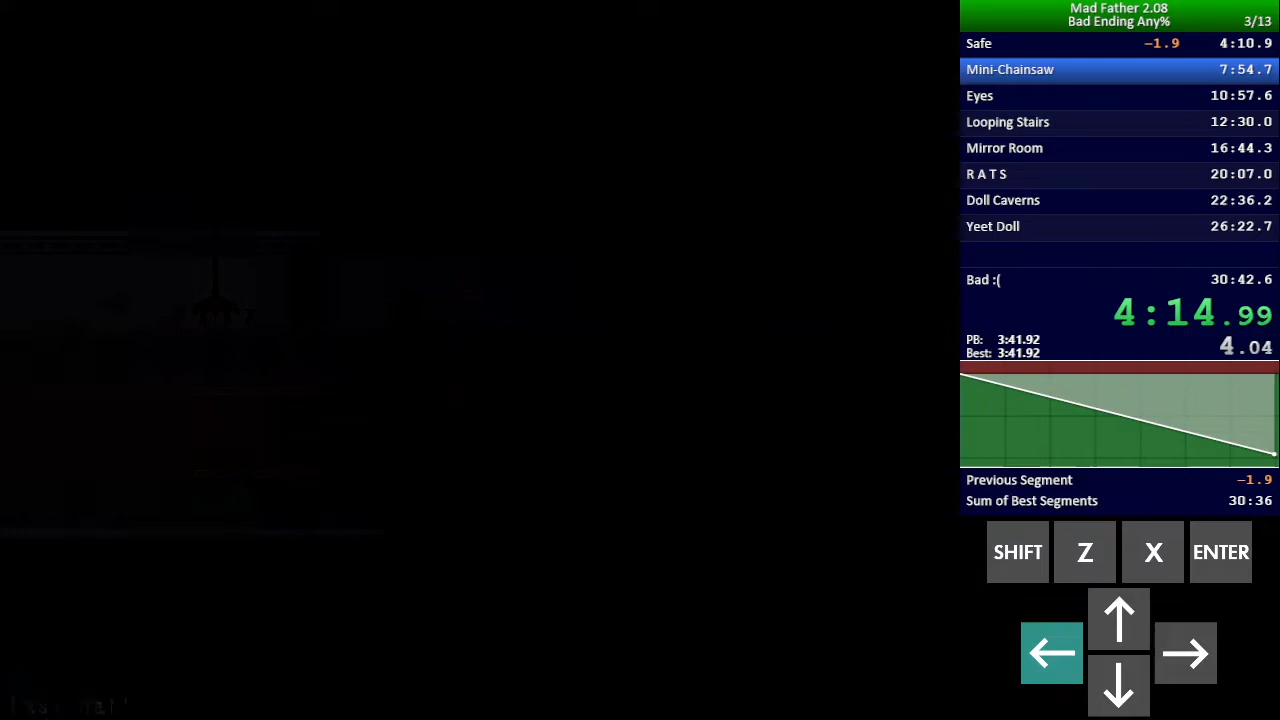 Mad Father 2.08
Bad Ending Any% 3/13
Safe −1.9 4:10.9
Mini-Chainsaw 7:54.7
Eyes 10:57.6
Looping Stairs 12:30.0
Mirror Room 16:44.3
R A T S 20:07.0
Doll Caverns 22:36.2
Yeet Doll 26:22.7
Bad :( 30:42.6
4:14.99
PB: 3:41.92
Best: 3:41.92
4.04
Previous Segment −1.9
Sum of Best Segments 30:36
SHIFT Z X ENTER